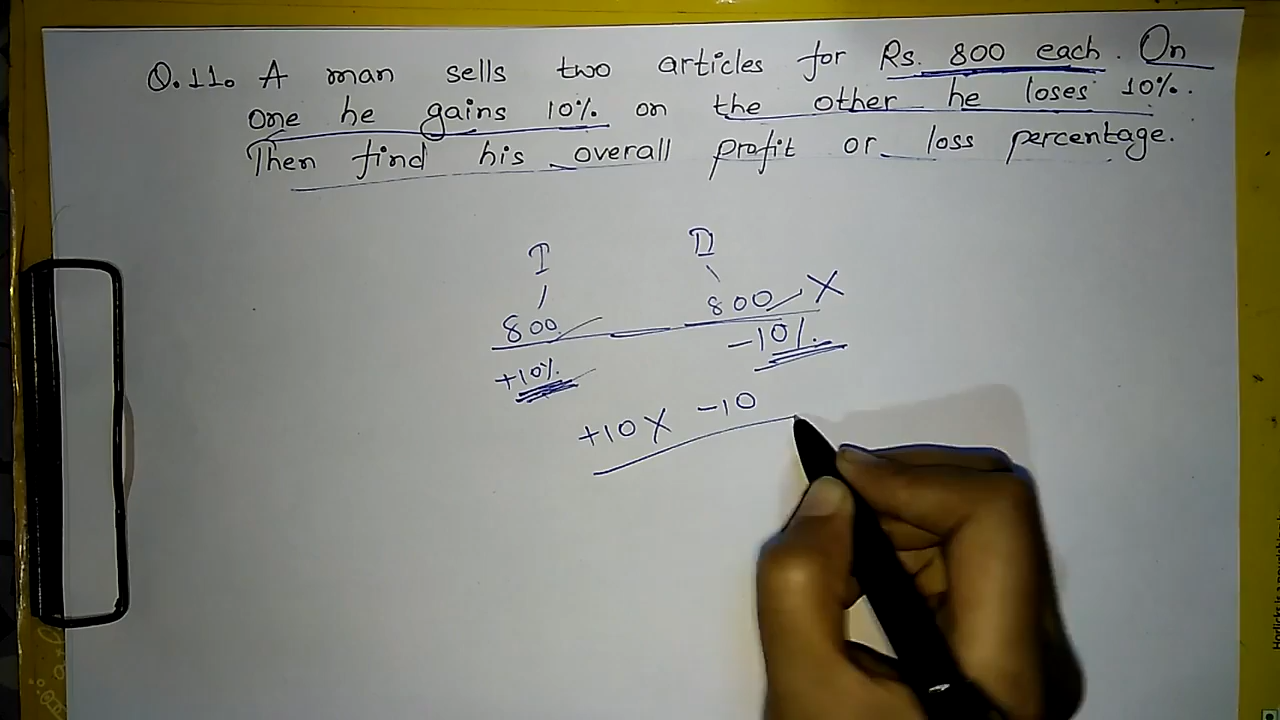 Q.11. A man sells two articles for Rs. 800 each. On
one he gains 10% on the other he loses 10%.
Then find his overall profit or loss percentage.
I II
800 800 X
+10% -10%
+10 X -10